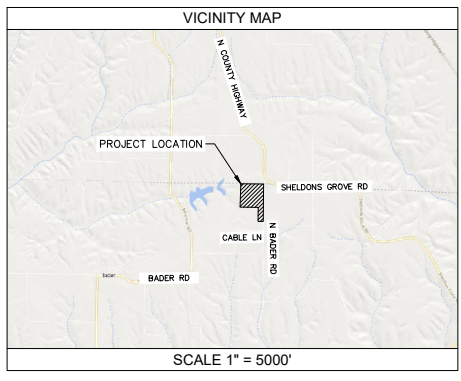 VICINITY MAP
N COUNTY HIGHWAY
PROJECT LOCATION
SHELDONS GROVE RD
CABLE LN
N BADER RD
Bader
BADER RD
SCALE 1" = 5000'